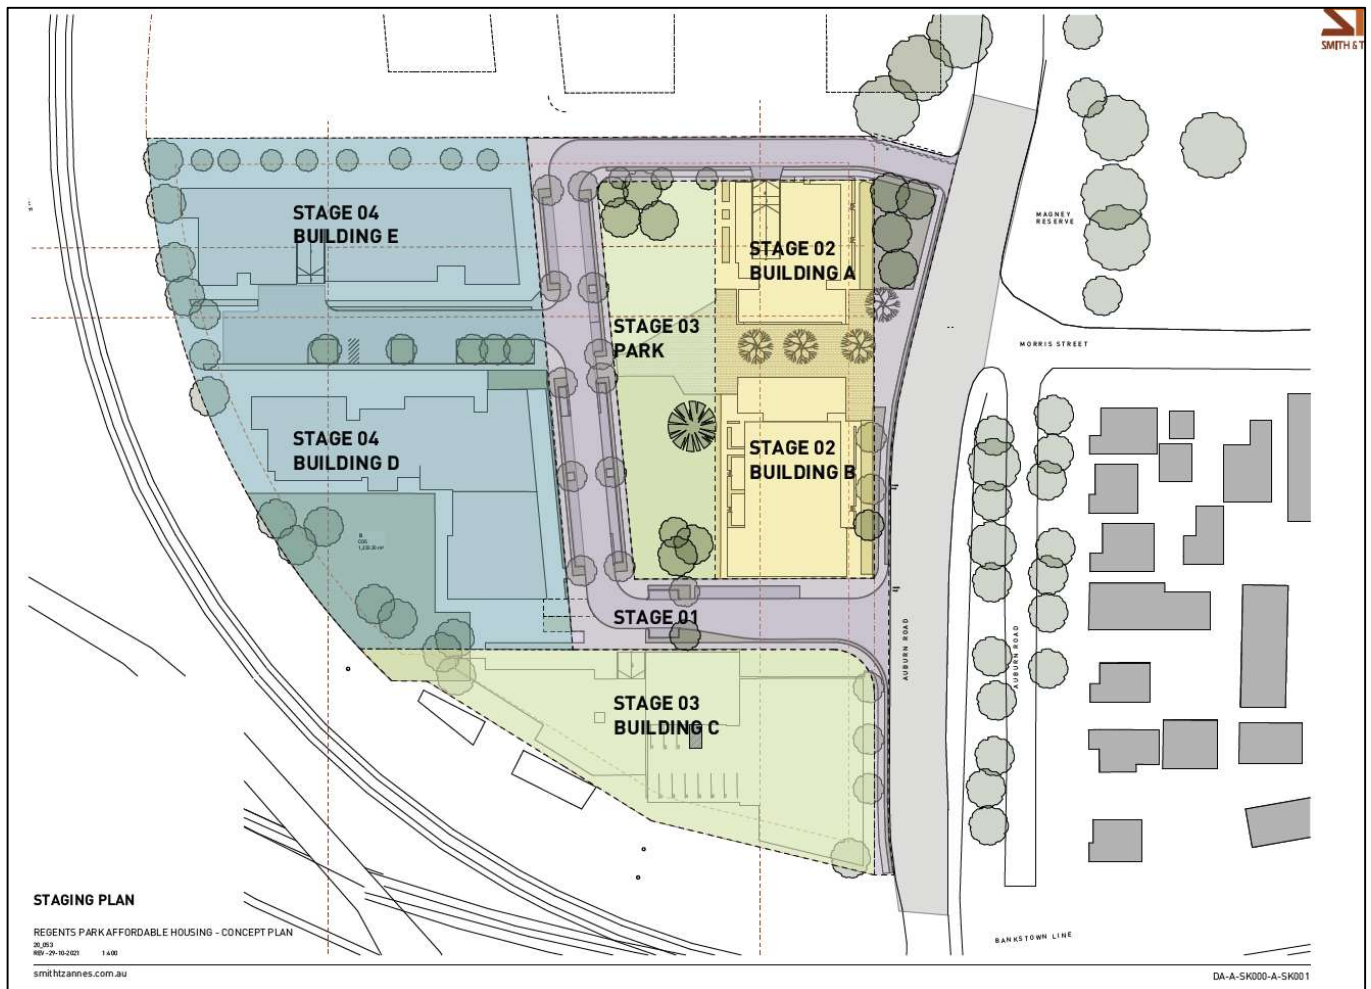 SMITH & T
STAGE 04
BUILDING E
STAGE 02
BUILDING A
MAGNEY
RESERVE
STAGE 03
PARK
MORRIS STREET
STAGE 04
BUILDING D
STAGE 02
BUILDING B
STAGE 01
AUBURN ROAD
AUBURN ROAD
STAGE 03
BUILDING C
STAGING PLAN
REGENTS PARK AFFORDABLE HOUSING - CONCEPT PLAN
20_053
REV -29-10-2021 1:400
BANKSTOWN LINE
smithtzannes.com.au
DA-A-SK000-A-SK001